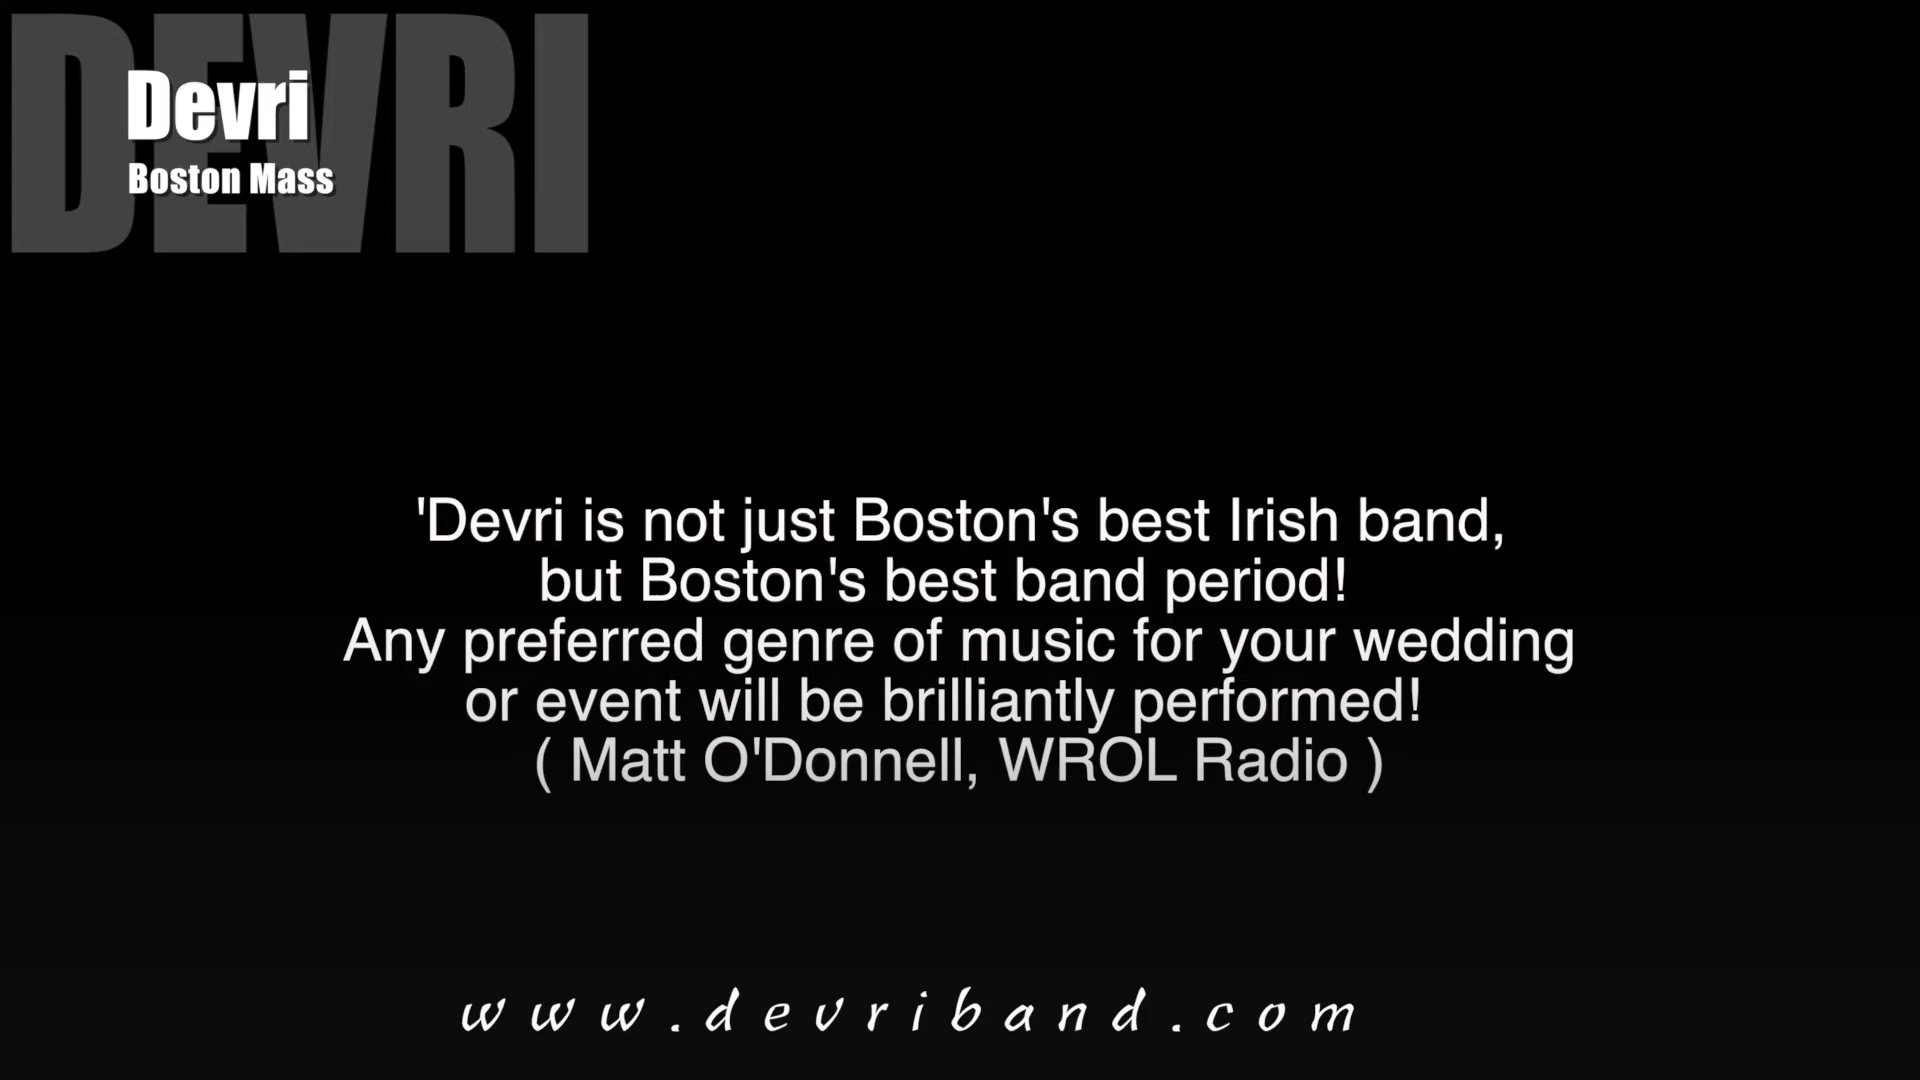 DEVRI
Devri
Boston Mass
'Devri is not just Boston's best Irish band,
but Boston's best band period!
Any preferred genre of music for your wedding
or event will be brilliantly performed!
( Matt O'Donnell, WROL Radio )
www.devriband.com